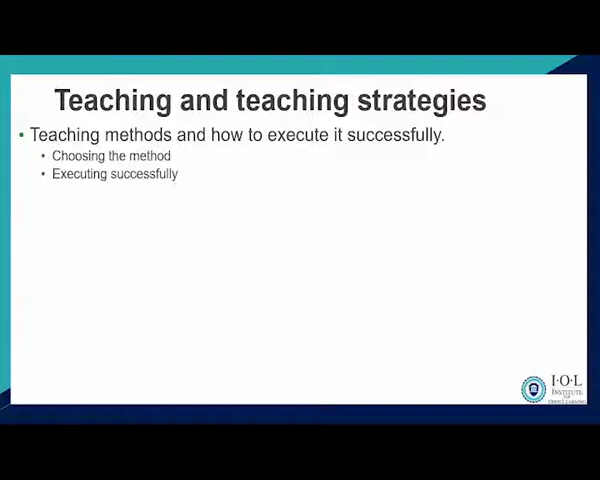 Teaching and teaching strategies
• Teaching methods and how to execute it successfully.
• Choosing the method
• Executing successfully
I·O·L
INSTITUTE
FOR
OPEN LEARNING